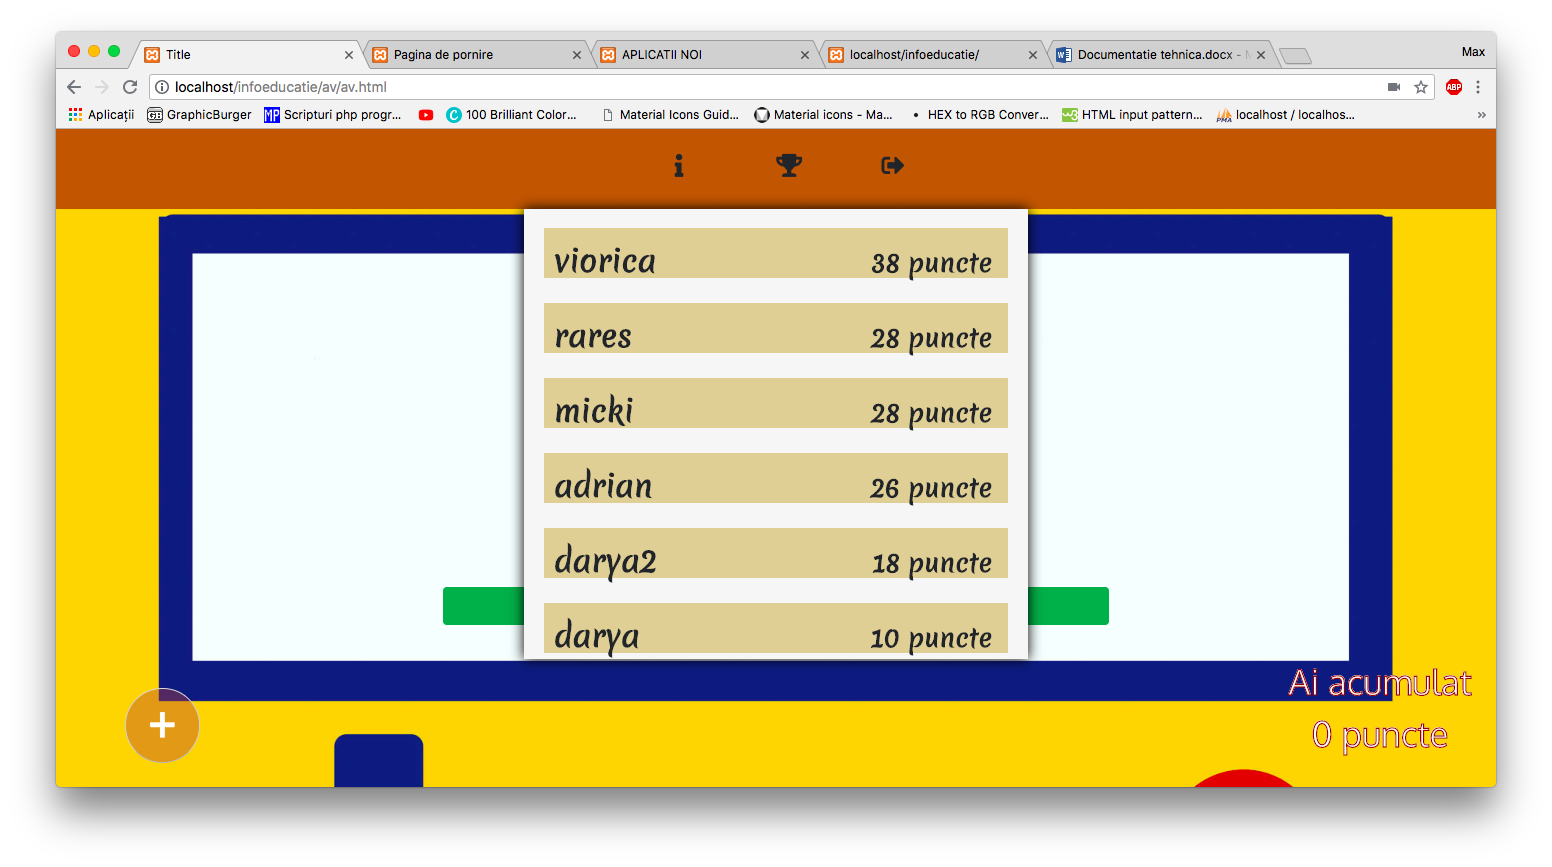 Title
Pagina de pornire
APLICATII NOI
localhost/infoeducatie/
Documentatie tehnica.docx -
Max
localhost/infoeducatie/av/av.html
ABP
Aplicații
GraphicBurger
MP Scripturi php progr...
C 100 Brilliant Color...
Material Icons Guid...
Material icons - Ma...
HEX to RGB Conver...
HTML input pattern...
PMA localhost / localhos...
»
viorica 38 puncte
rares 28 puncte
micki 28 puncte
adrian 26 puncte
darya2 18 puncte
darya 10 puncte
Ai acumulat
0 puncte